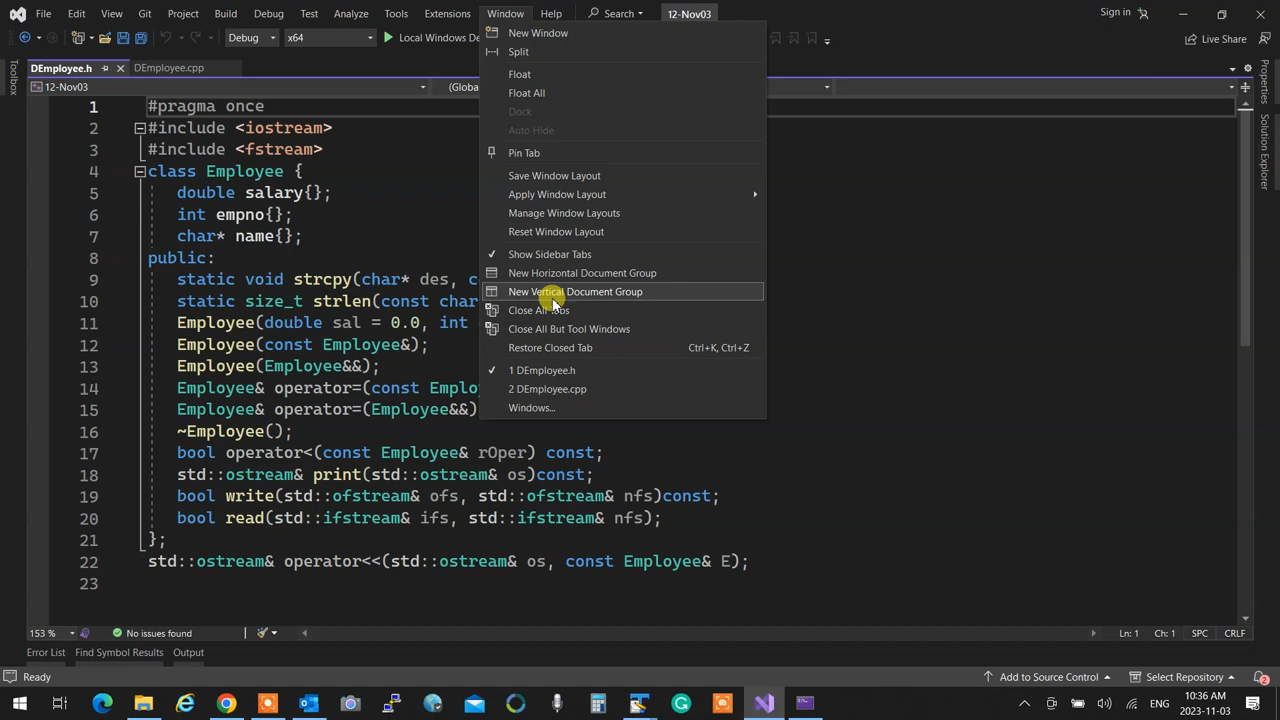 File Edit View Git Project Build Debug Test Analyze Tools Extensions Window Help Search 12-Nov03 Sign in
Debug x64 Local Windows De Live Share
DEmployee.h DEmployee.cpp
12-Nov03 (Globa
1 #pragma once
2 #include <iostream>
3 #include <fstream>
4 class Employee {
5 double salary{};
6 int empno{};
7 char* name{};
8 public:
9 static void strcpy(char* des, c
10 static size_t strlen(const char
11 Employee(double sal = 0.0, int
12 Employee(const Employee&);
13 Employee(Employee&&);
14 Employee& operator=(const Emplo
15 Employee& operator=(Employee&&)
16 ~Employee();
17 bool operator<(const Employee& rOper) const;
18 std::ostream& print(std::ostream& os)const;
19 bool write(std::ofstream& ofs, std::ofstream& nfs)const;
20 bool read(std::ifstream& ifs, std::ifstream& nfs);
21 };
22 std::ostream& operator<<(std::ostream& os, const Employee& E);
23
New Window
Split
Float
Float All
Dock
Auto Hide
Pin Tab
Save Window Layout
Apply Window Layout
Manage Window Layouts
Reset Window Layout
Show Sidebar Tabs
New Horizontal Document Group
New Vertical Document Group
Close All Tabs
Close All But Tool Windows
Restore Closed Tab Ctrl+K, Ctrl+Z
1 DEmployee.h
2 DEmployee.cpp
Windows...
Toolbox
Properties
Solution Explorer
153 % No issues found Ln: 1 Ch: 1 SPC CRLF
Error List Find Symbol Results Output
Ready Add to Source Control Select Repository 2
ENG 10:36 AM
2023-11-03